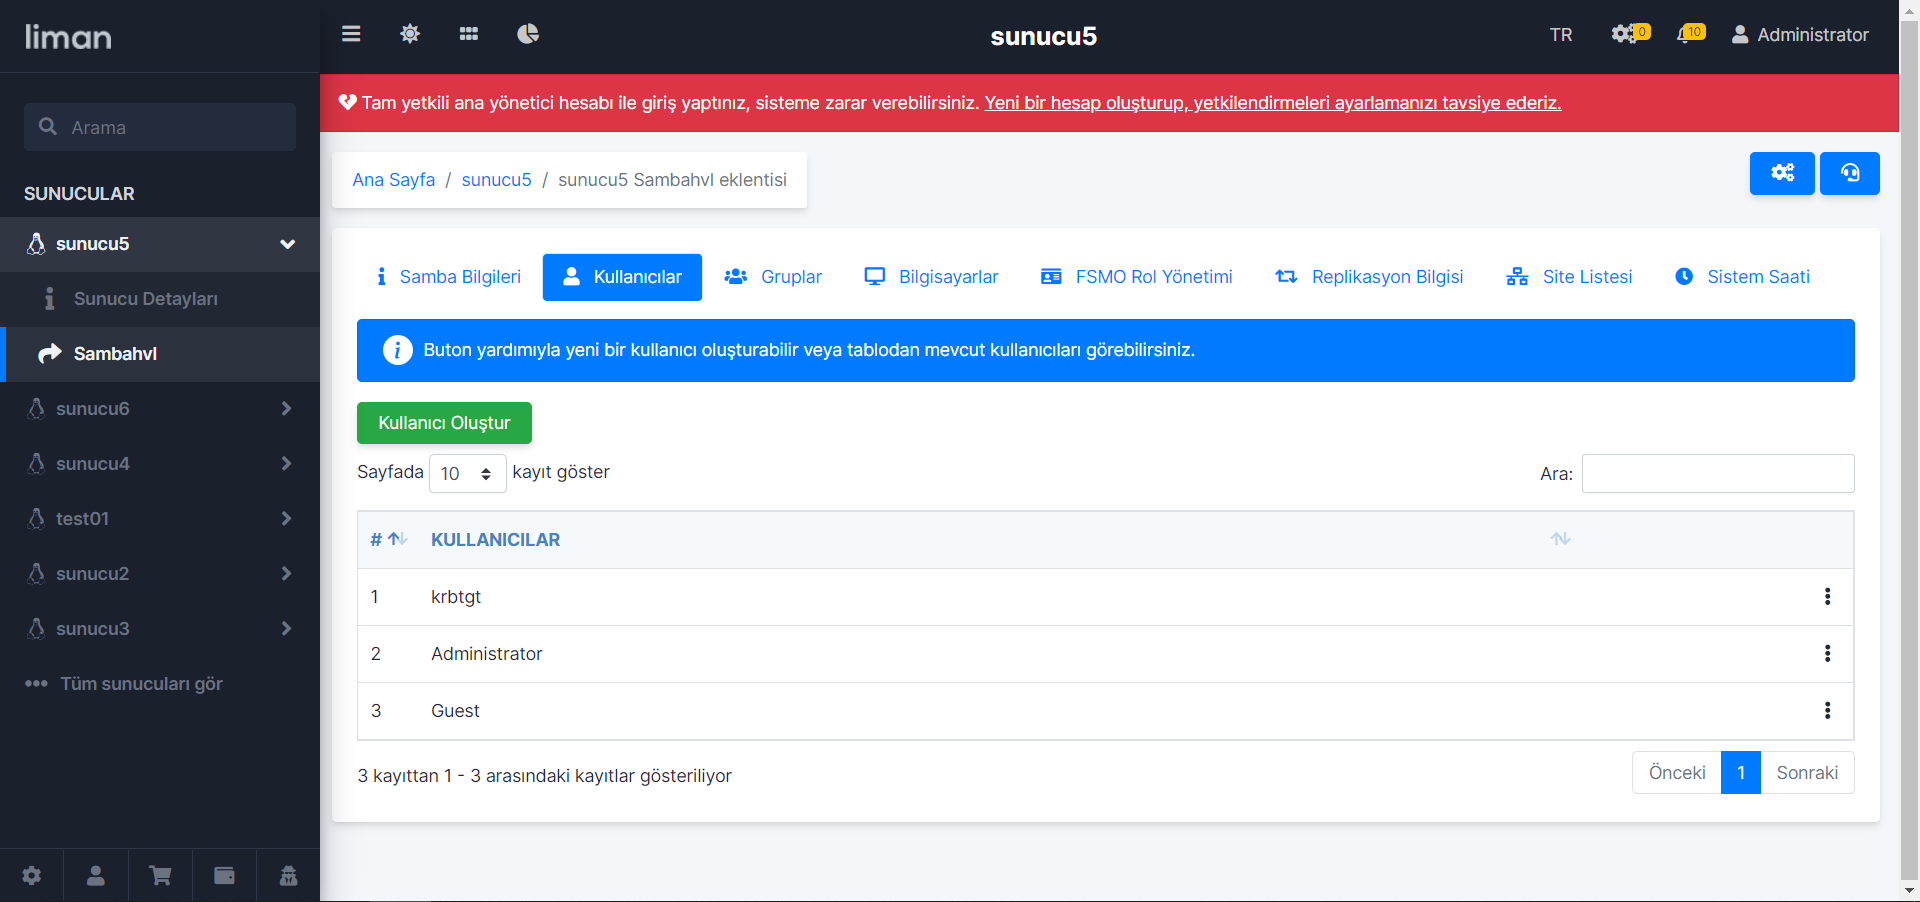 liman
sunucu5
TR
0
10
Administrator
Tam yetkili ana yönetici hesabı ile giriş yaptınız, sisteme zarar verebilirsiniz. Yeni bir hesap oluşturup, yetkilendirmeleri ayarlamanızı tavsiye ederiz.
Arama
SUNUCULAR
sunucu5
Sunucu Detayları
Sambahvl
sunucu6
sunucu4
test01
sunucu2
sunucu3
Tüm sunucuları gör
Ana Sayfa / sunucu5 / sunucu5 Sambahvl eklentisi
Samba Bilgileri
Kullanıcılar
Gruplar
Bilgisayarlar
FSMO Rol Yönetimi
Replikasyon Bilgisi
Site Listesi
Sistem Saati
Buton yardımıyla yeni bir kullanıcı oluşturabilir veya tablodan mevcut kullanıcıları görebilirsiniz.
Kullanıcı Oluştur
Sayfada 10 kayıt göster
Ara:
# KULLANICILAR
1 krbtgt
2 Administrator
3 Guest
3 kayıttan 1 - 3 arasındaki kayıtlar gösteriliyor
Önceki 1 Sonraki